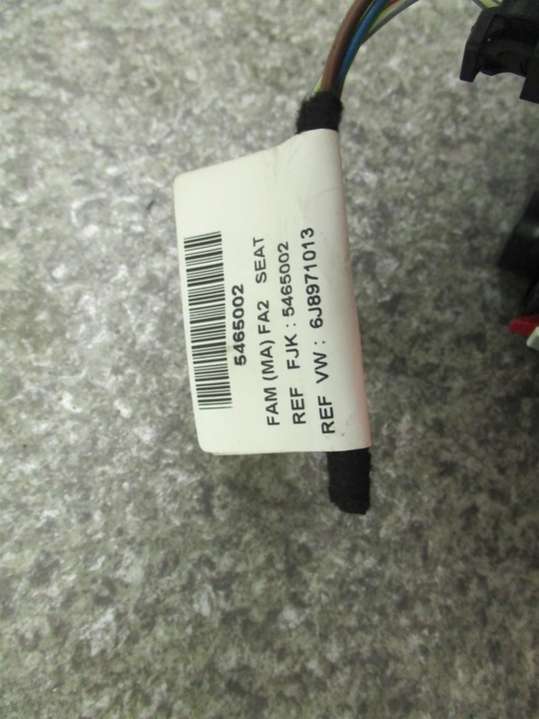 5465002
FAM (MA) FA2 SEAT
REF FJK : 5465002
REF VW : 6J8971013